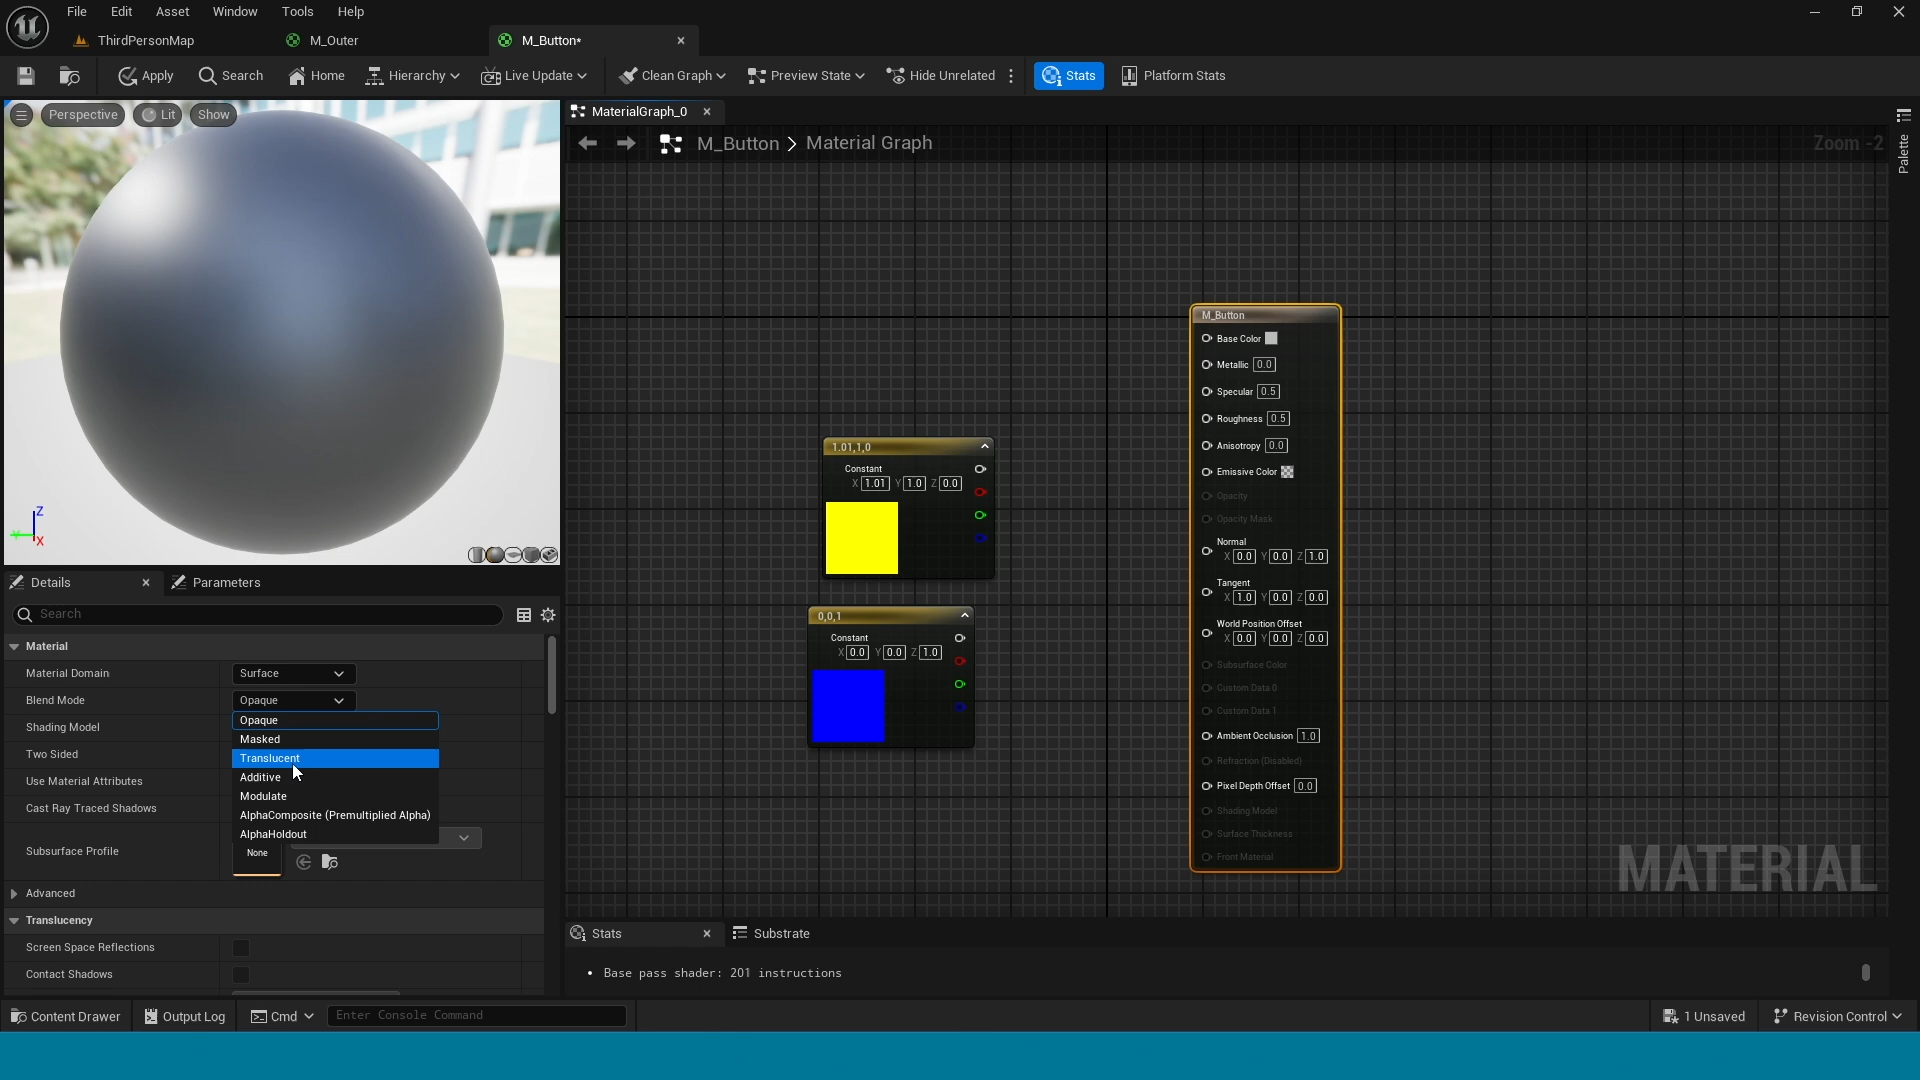 File Edit Asset Window Tools Help
ThirdPersonMap
M_Outer
M_Button*
Apply
Search
Home
Hierarchy
Live Update
Clean Graph
Preview State
Hide Unrelated
Stats
Platform Stats
Perspective
Lit
Show
MaterialGraph_0
M_Button > Material Graph
Zoom -2
Palette
M_Button
Base Color
Metallic 0.0
Specular 0.5
Roughness 0.5
Anisotropy 0.0
Emissive Color
Opacity
Opacity Mask
Normal
X 0.0 Y 0.0 Z 1.0
Tangent
X 1.0 Y 0.0 Z 0.0
World Position Offset
X 0.0 Y 0.0 Z 0.0
Subsurface Color
Custom Data 0
Custom Data 1
Ambient Occlusion 1.0
Refraction (Disabled)
Pixel Depth Offset 0.0
Shading Model
Surface Thickness
Front Material
1.01,1,0
Constant
X 1.01 Y 1.0 Z 0.0
0,0,1
Constant
X 0.0 Y 0.0 Z 1.0
MATERIAL
Z
Y
X
Details
Parameters
Search
Material
Material Domain
Surface
Blend Mode
Opaque
Shading Model
Two Sided
Use Material Attributes
Cast Ray Traced Shadows
Subsurface Profile
Opaque
Masked
Translucent
Additive
Modulate
AlphaComposite (Premultiplied Alpha)
AlphaHoldout
None
Advanced
Translucency
Screen Space Reflections
Contact Shadows
Stats
Substrate
• Base pass shader: 201 instructions
Content Drawer
Output Log
Cmd
Enter Console Command
1 Unsaved
Revision Control